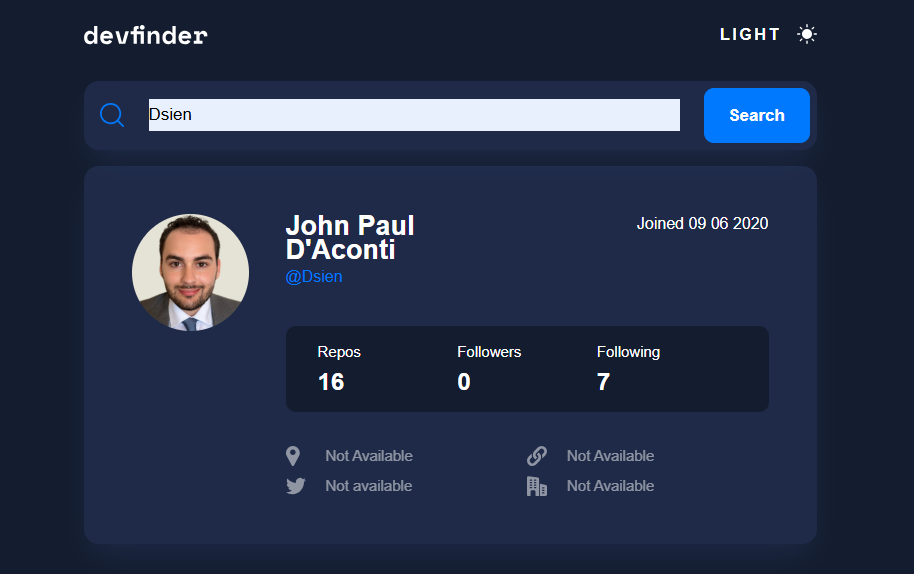 devfinder
LIGHT
Dsien
Search
John Paul
D'Aconti
Joined 09 06 2020
@Dsien
Repos
Followers
Following
16
0
7
Not Available
Not Available
Not available
Not Available